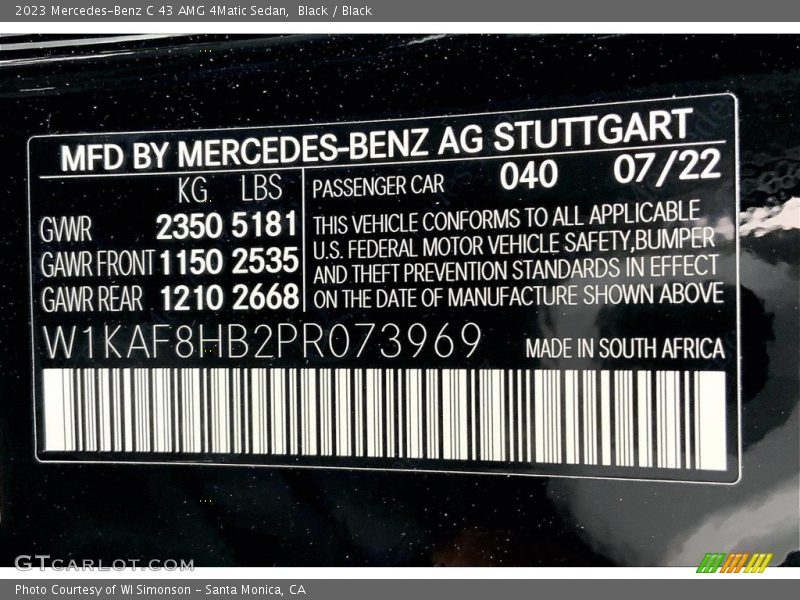 2023 Mercedes-Benz C 43 AMG 4Matic Sedan, Black / Black
MFD BY MERCEDES-BENZ AG STUTTGART
KG LBS
GVWR 2350 5181
GAWR FRONT 1150 2535
GAWR REAR 1210 2668
PASSENGER CAR 040 07/22
THIS VEHICLE CONFORMS TO ALL APPLICABLE
U.S. FEDERAL MOTOR VEHICLE SAFETY,BUMPER
AND THEFT PREVENTION STANDARDS IN EFFECT
ON THE DATE OF MANUFACTURE SHOWN ABOVE
W1KAF8HB2PR073969
MADE IN SOUTH AFRICA
GTCARLOT.COM
Photo Courtesy of WI Simonson - Santa Monica, CA